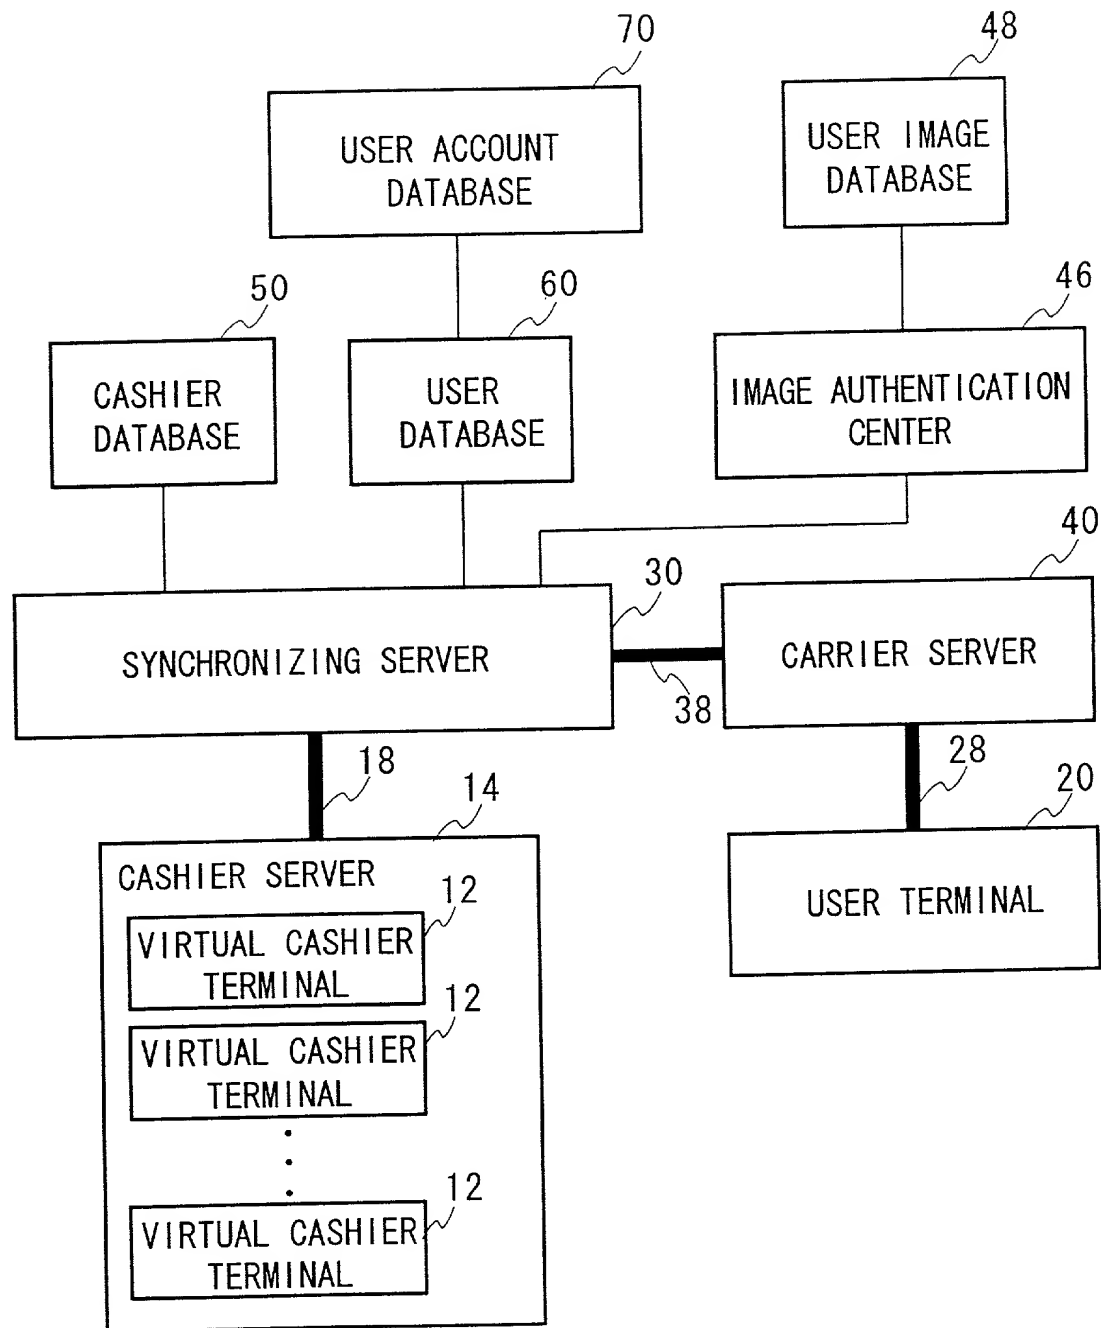 70
48
USER ACCOUNT
DATABASE
USER IMAGE
DATABASE
50
60
46
CASHIER
DATABASE
USER
DATABASE
IMAGE AUTHENTICATION
CENTER
40
30
SYNCHRONIZING SERVER
CARRIER SERVER
38
18
14
28
20
CASHIER SERVER
12
VIRTUAL CASHIER
TERMINAL
USER TERMINAL
12
VIRTUAL CASHIER
TERMINAL
12
VIRTUAL CASHIER
TERMINAL